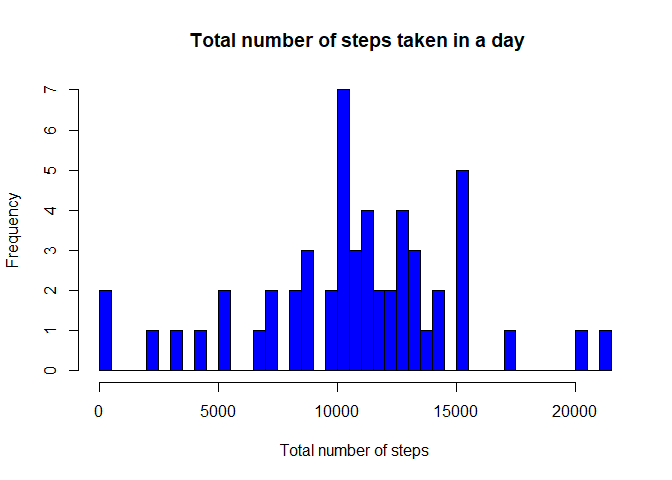 Total number of steps taken in a day
Frequency
7
6
5
4
3
2
1
0
0 5000 10000 15000 20000
Total number of steps